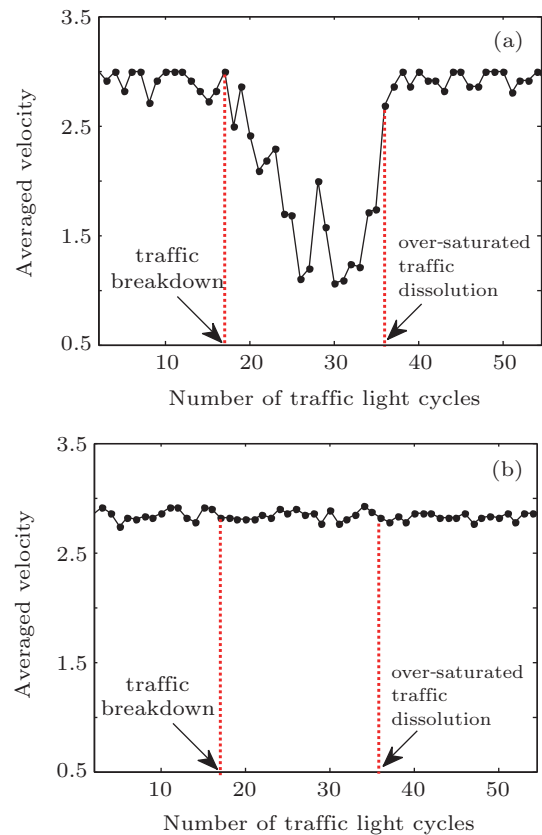 (a)
3.5
2.5
1.5
0.5
Averaged velocity
traffic
breakdown
over-saturated
traffic
dissolution
10 20 30 40 50
Number of traffic light cycles
(b)
3.5
2.5
1.5
0.5
Averaged velocity
traffic
breakdown
over-saturated
traffic
dissolution
10 20 30 40 50
Number of traffic light cycles